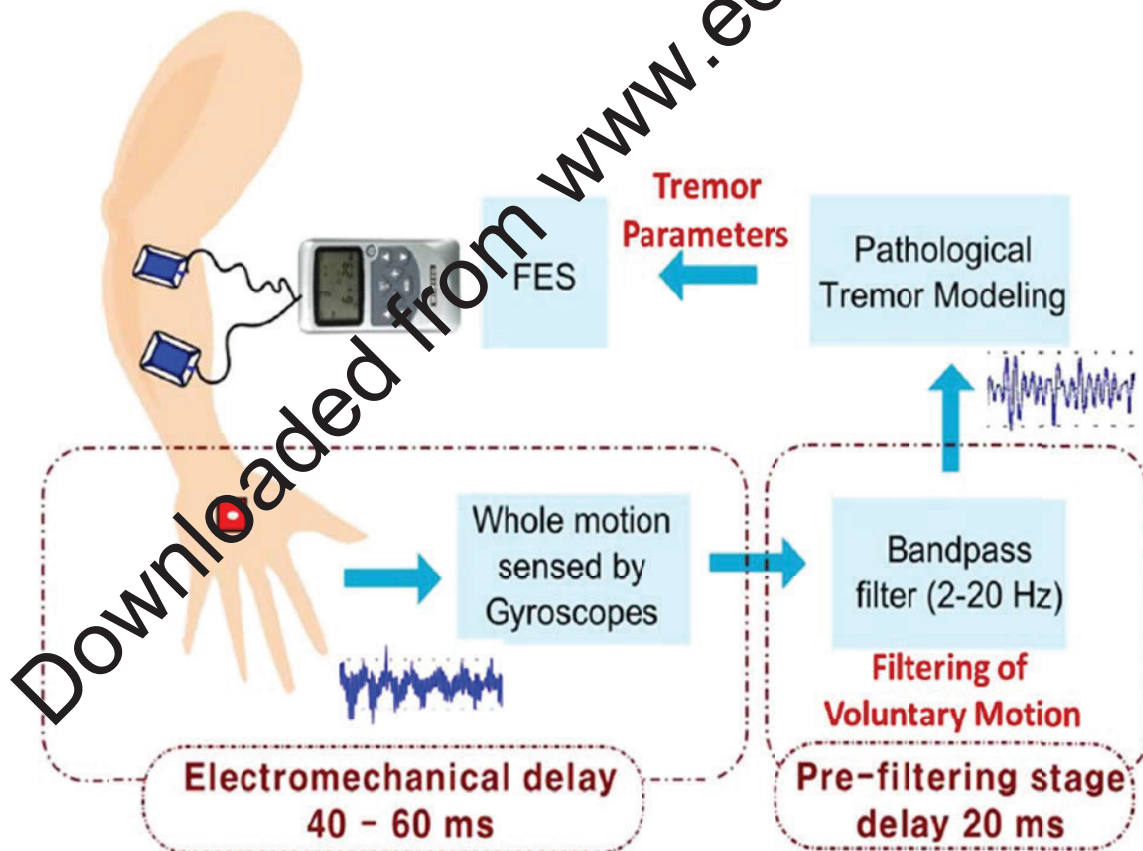 Downloaded from www.ec
Tremor
Parameters
FES
Pathological
Tremor Modeling
Whole motion
sensed by
Gyroscopes
Bandpass
filter (2-20 Hz)
Filtering of
Voluntary Motion
Electromechanical delay
40 - 60 ms
Pre-filtering stage
delay 20 ms